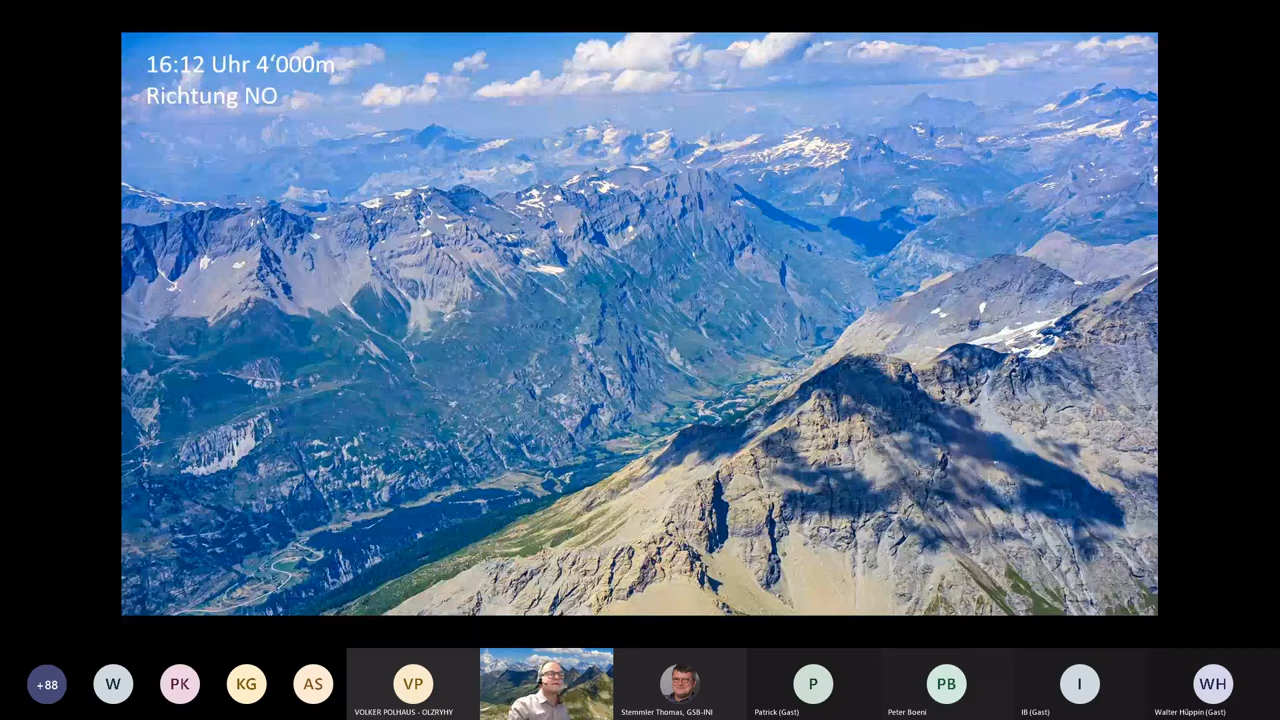 16:12 Uhr 4‘000m
Richtung NO
+88
W
PK
KG
AS
VP
VOLKER POLHAUS - OLZRYHY
Stemmler Thomas, GSB-INI
P
Patrick (Gast)
PB
Peter Boeni
I
IB (Gast)
WH
Walter Hüppin (Gast)